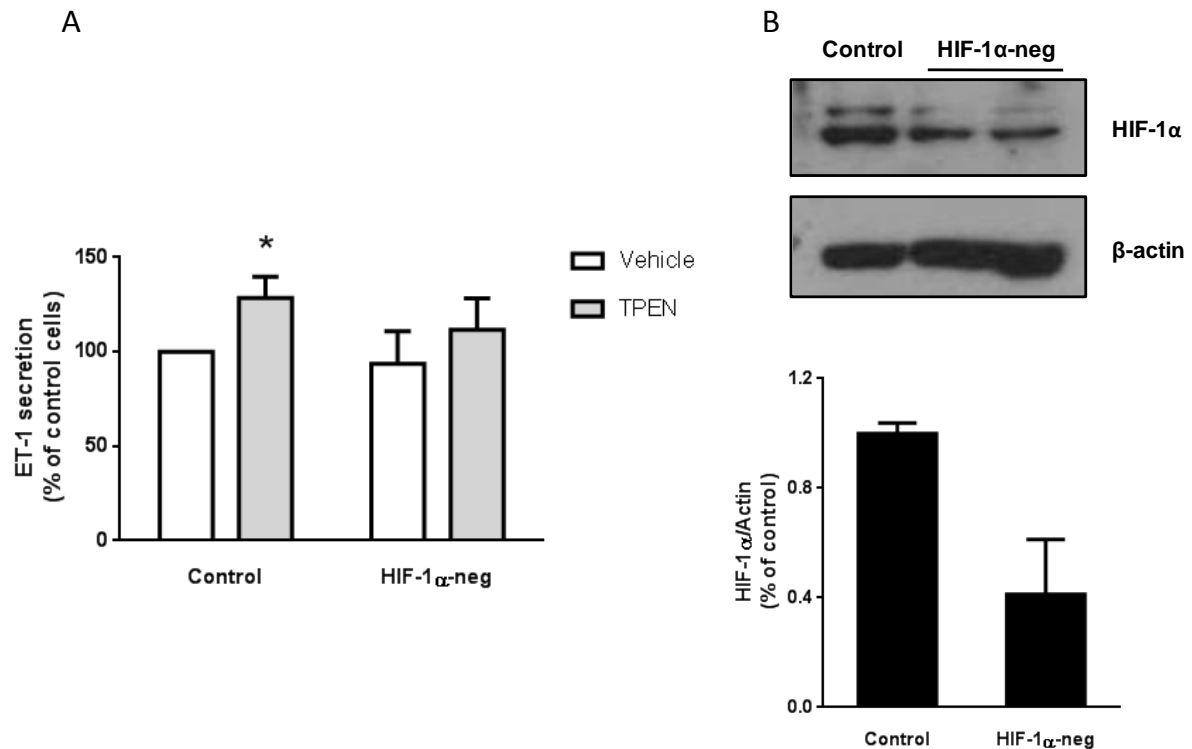 A
150
100
50
0
ET-1 secretion
(% of control cells)
*
Control
HIF-1α-neg
Vehicle
TPEN
B
Control
HIF-1α-neg
HIF-1α
β-actin
1.2
0.8
0.4
0.0
HIF-1α/Actin
(% of control)
Control
HIF-1α-neg